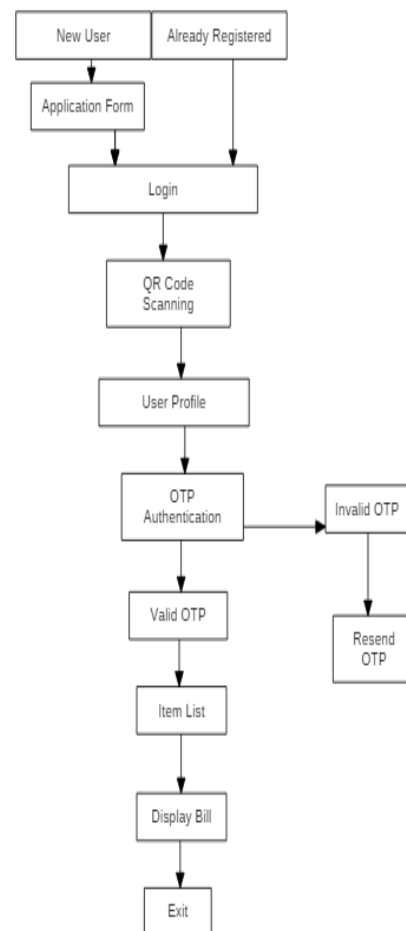 New User
Already Registered
Application Form
Login
QR Code
Scanning
User Profile
OTP
Authentication
Invalid OTP
Valid OTP
Resend
OTP
Item List
Display Bill
Exit